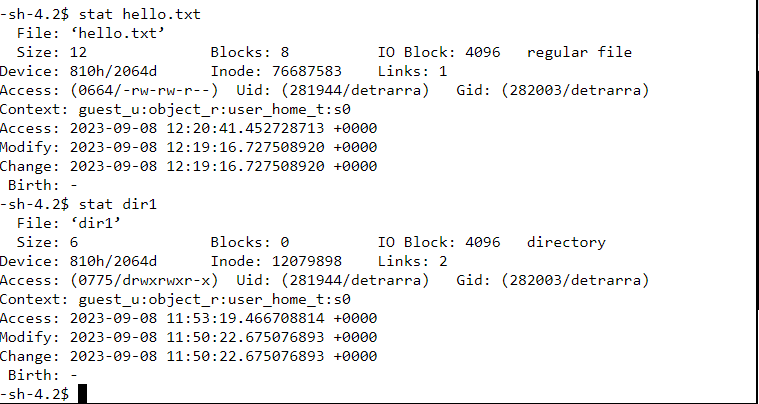 -sh-4.2$ stat hello.txt
  File: ‘hello.txt’
  Size: 12              Blocks: 8          IO Block: 4096   regular file
Device: 810h/2064d      Inode: 76687583    Links: 1
Access: (0664/-rw-rw-r--)  Uid: (281944/detrarra)   Gid: (282003/detrarra)
Context: guest_u:object_r:user_home_t:s0
Access: 2023-09-08 12:20:41.452728713 +0000
Modify: 2023-09-08 12:19:16.727508920 +0000
Change: 2023-09-08 12:19:16.727508920 +0000
 Birth: -
-sh-4.2$ stat dir1
  File: ‘dir1’
  Size: 6               Blocks: 0          IO Block: 4096   directory
Device: 810h/2064d      Inode: 12079898    Links: 2
Access: (0775/drwxrwxr-x)  Uid: (281944/detrarra)   Gid: (282003/detrarra)
Context: guest_u:object_r:user_home_t:s0
Access: 2023-09-08 11:53:19.466708814 +0000
Modify: 2023-09-08 11:50:22.675076893 +0000
Change: 2023-09-08 11:50:22.675076893 +0000
 Birth: -
-sh-4.2$